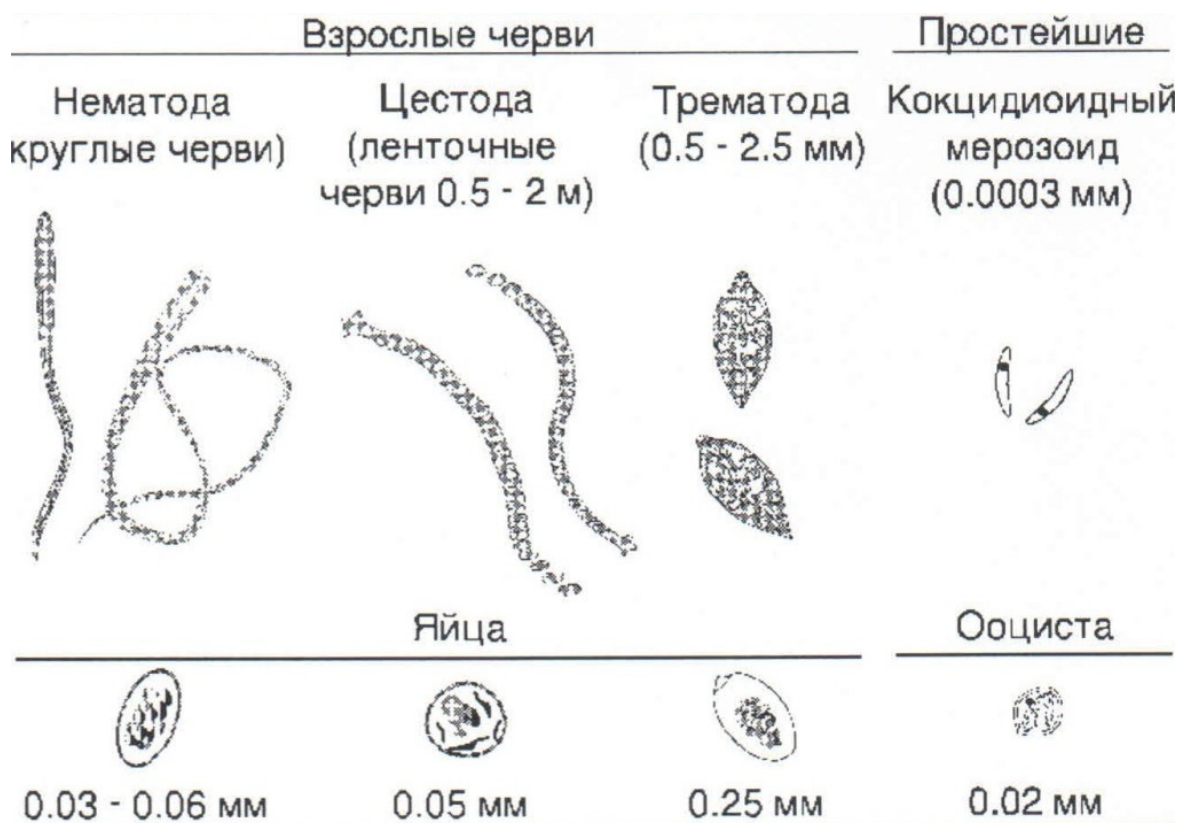 Взрослые черви
Простейшие
Нематода
(круглые черви)
Цестода
(ленточные
черви 0.5 - 2 м)
Трематода
(0.5 - 2.5 мм)
Кокцидиоидный
мерозоид
(0.0003 мм)
Яйца
Ооциста
0.03 - 0.06 мм
0.05 мм
0.25 мм
0.02 мм